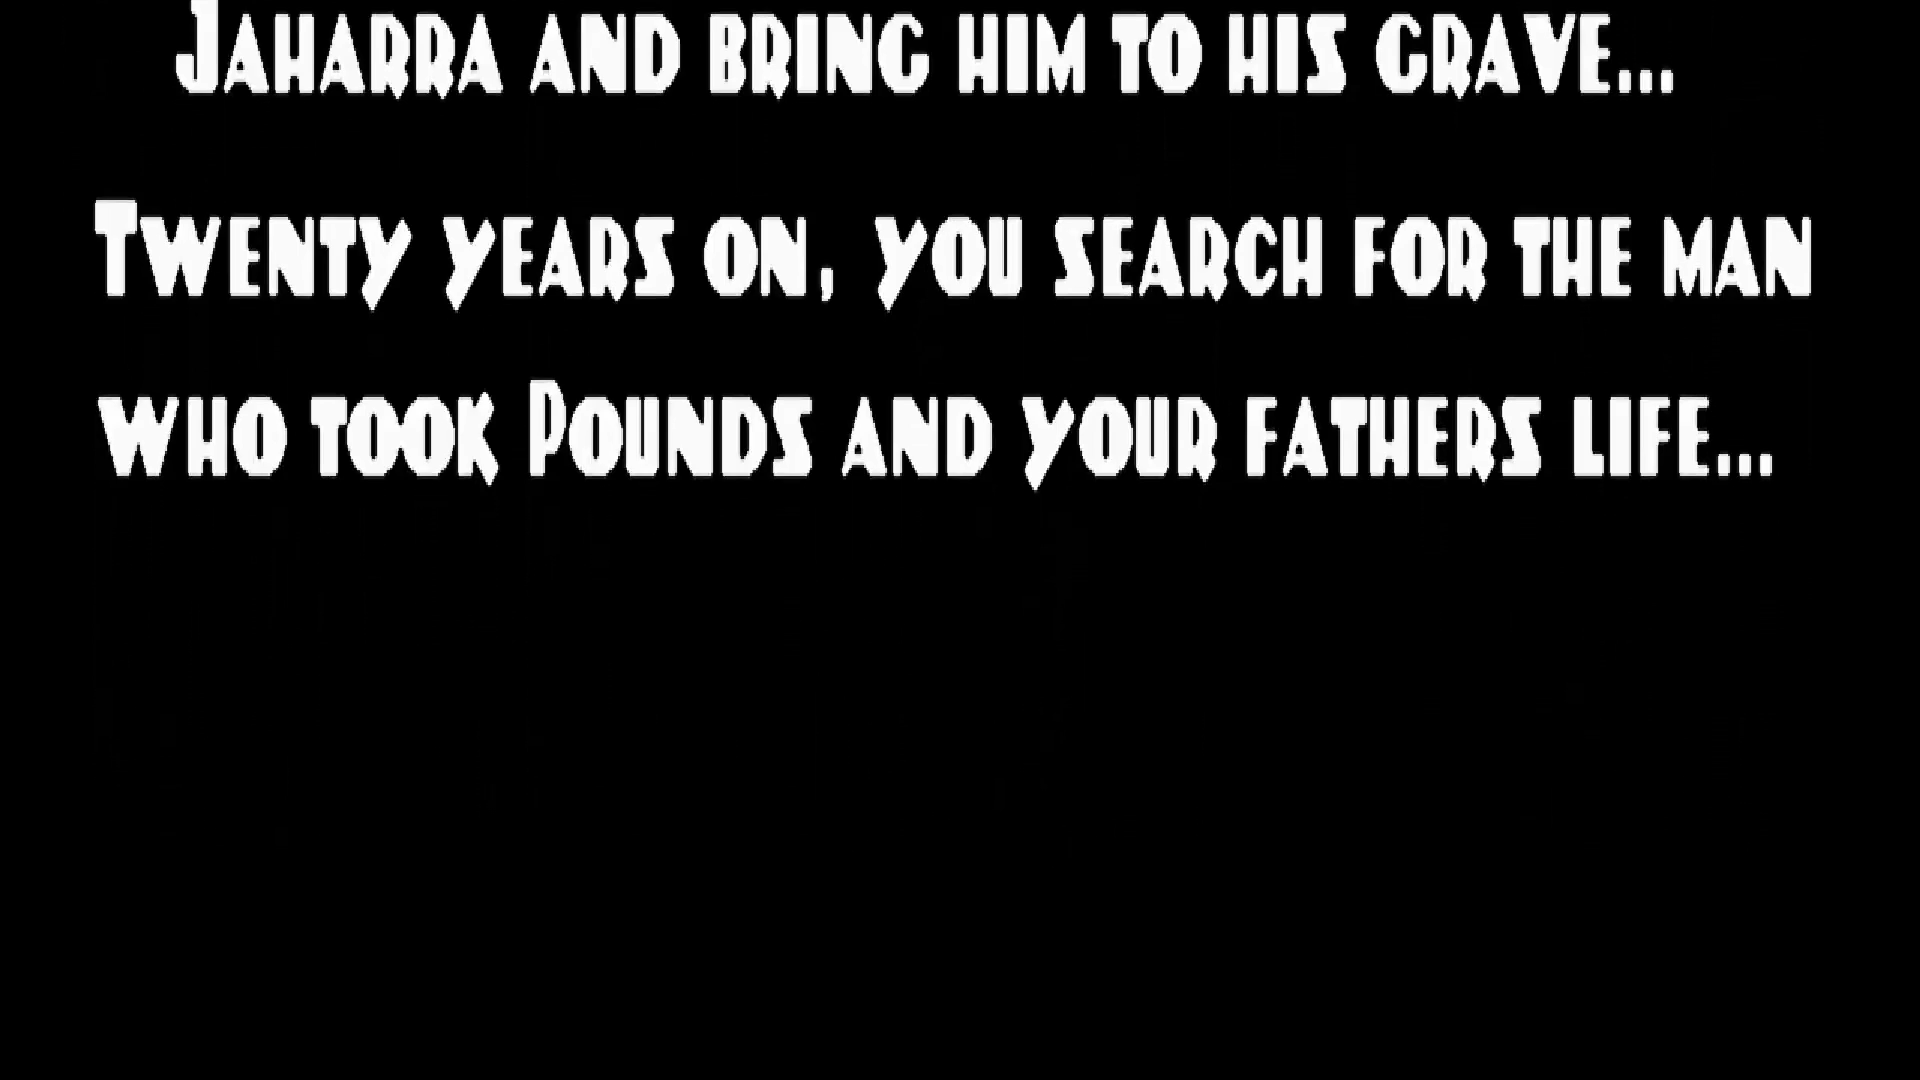 Jaharra and bring him to his grave...
Twenty years on, you search for the man
who took Pounds and your fathers life...